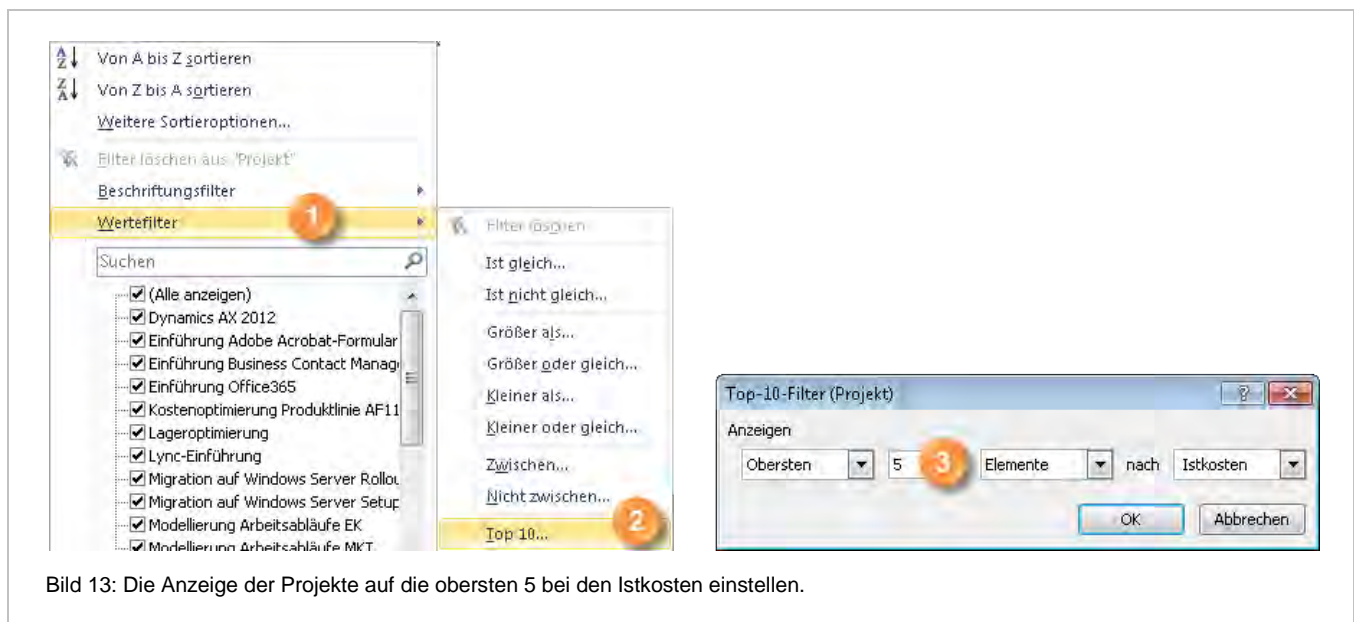 Von A bis Z sortieren
Von Z bis A sortieren
Weitere Sortieroptionen...
Filter löschen aus "Projekt"
Beschriftungsfilter
Wertefilter
1
Suchen
(Alle anzeigen)
Dynamics AX 2012
Einführung Adobe Acrobat-Formular
Einführung Business Contact Manag
Einführung Office365
Kostenoptimierung Produktlinie AF11
Lageroptimierung
Lync-Einführung
Migration auf Windows Server Rollou
Migration auf Windows Server Setup
Modellierung Arbeitsabläufe EK
Modellierung Arbeitsabläufe MKT
Filter löschen
Ist gleich...
Ist nicht gleich...
Größer als...
Größer oder gleich...
Kleiner als...
Kleiner oder gleich...
Zwischen...
Nicht zwischen...
Top 10...
2
Top-10-Filter (Projekt)
Anzeigen
Obersten 5 3 Elemente nach Istkosten
OK Abbrechen
Bild 13: Die Anzeige der Projekte auf die obersten 5 bei den Istkosten einstellen.